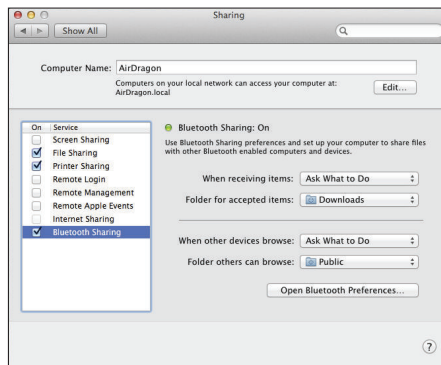 Sharing
Show All
Computer Name: AirDragon
Computers on your local network can access your computer at:
AirDragon.local
Edit...
On Service
Screen Sharing
File Sharing
Printer Sharing
Remote Login
Remote Management
Remote Apple Events
Internet Sharing
Bluetooth Sharing
Bluetooth Sharing: On
Use Bluetooth Sharing preferences and set up your computer to share files
with other Bluetooth enabled computers and devices.
When receiving items: Ask What to Do
Folder for accepted items: Downloads
When other devices browse: Ask What to Do
Folder others can browse: Public
Open Bluetooth Preferences...
?